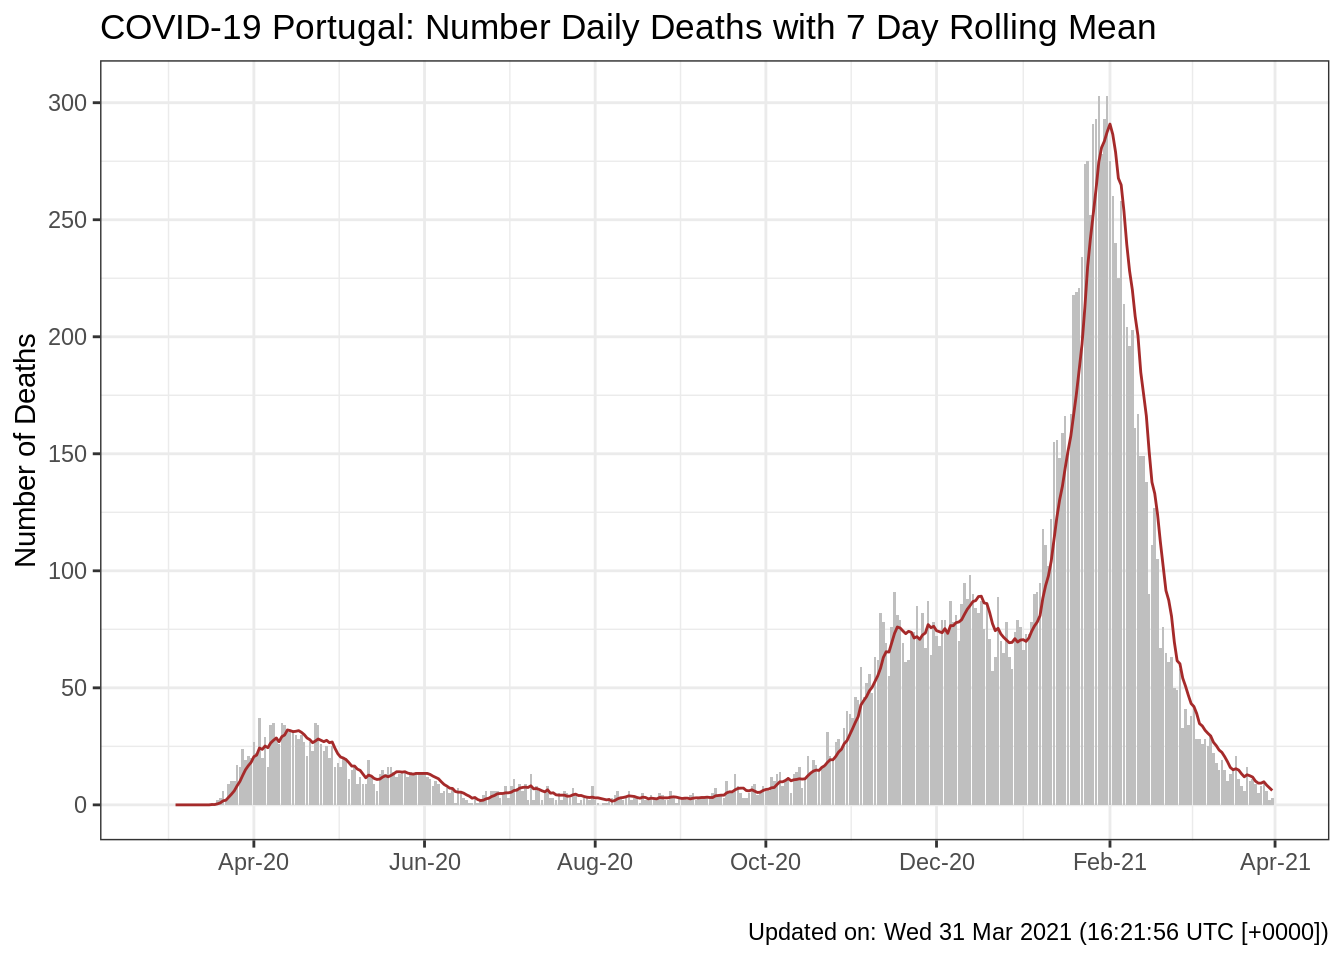 COVID-19 Portugal: Number Daily Deaths with 7 Day Rolling Mean
Number of Deaths
300
250
200
150
100
50
0
Apr-20
Jun-20
Aug-20
Oct-20
Dec-20
Feb-21
Apr-21
Updated on: Wed 31 Mar 2021 (16:21:56 UTC [+0000])